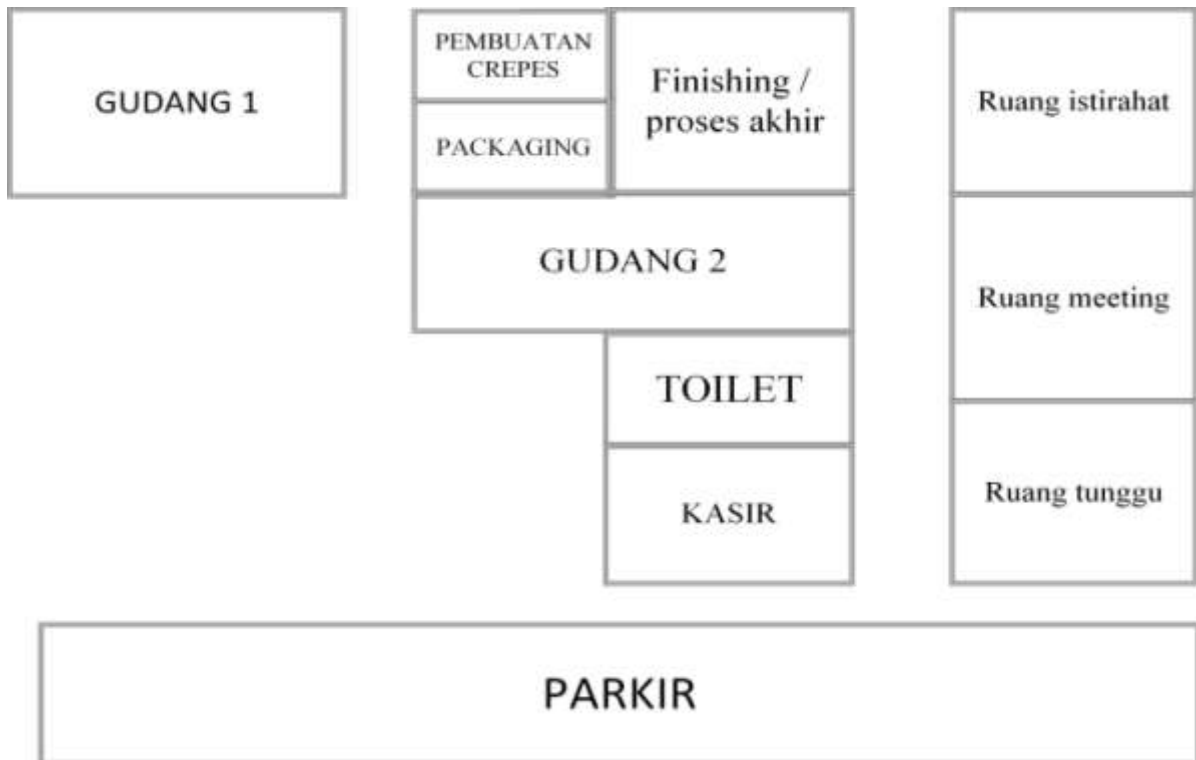 GUDANG 1
PEMBUATAN
CREPES
PACKAGING
Finishing /
proses akhir
Ruang istirahat
GUDANG 2
Ruang meeting
TOILET
KASIR
Ruang tunggu
PARKIR